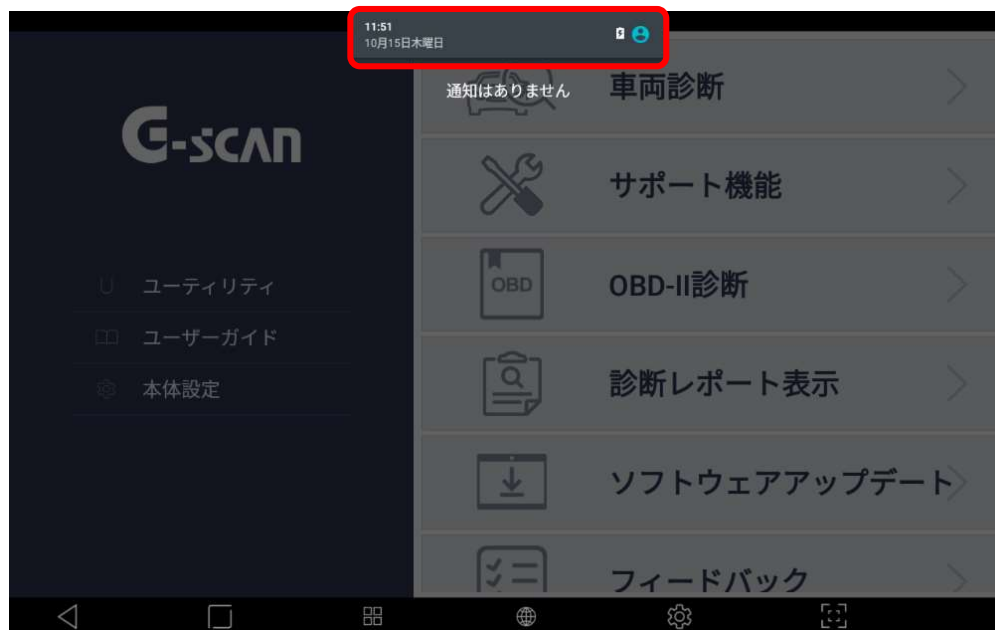 11:51
10月15日木曜日
通知はありません
G-scan
U ユーティリティ
ユーザーガイド
本体設定
車両診断
サポート機能
OBD
OBD-II診断
診断レポート表示
ソフトウェアアップデート
フィードバック